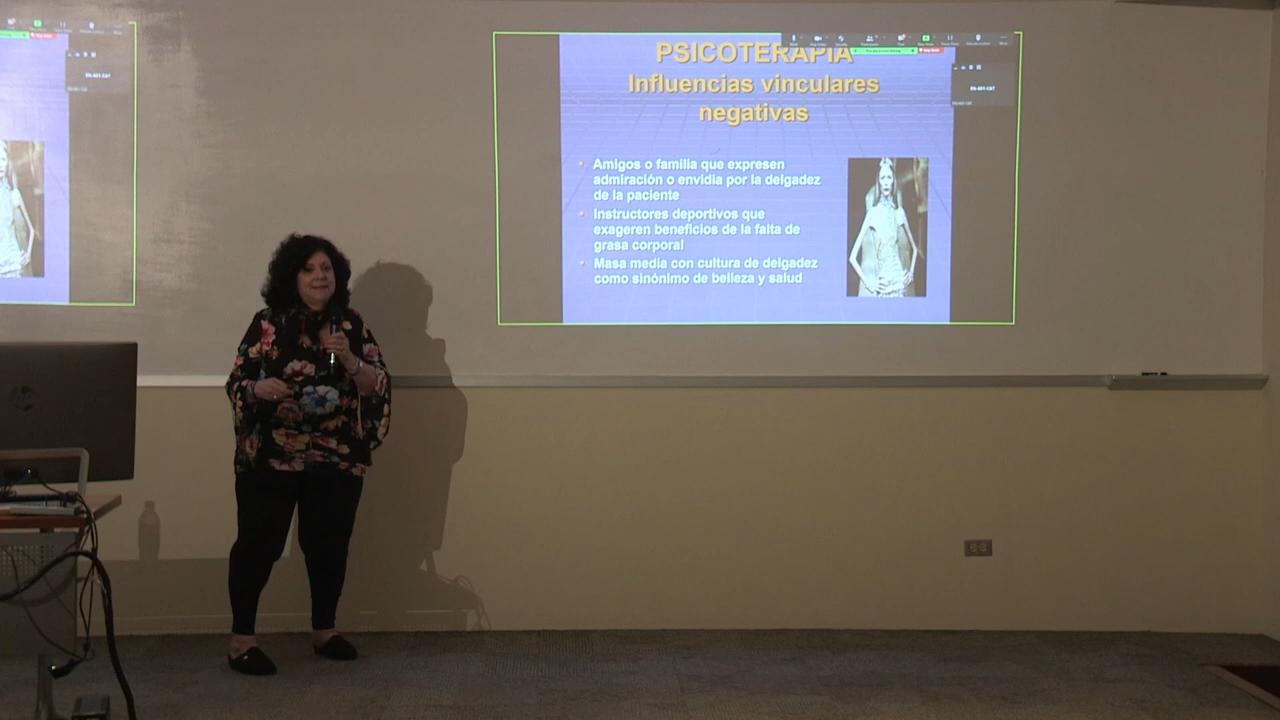 PSICOTERAPIA
Influencias vinculares
negativas
• Amigos o familia que expresen
admiración o envidia por la delgadez
de la paciente
• Instructores deportivos que
exageren beneficios de la falta de
grasa corporal
• Masa media con cultura de delgadez
como sinónimo de belleza y salud